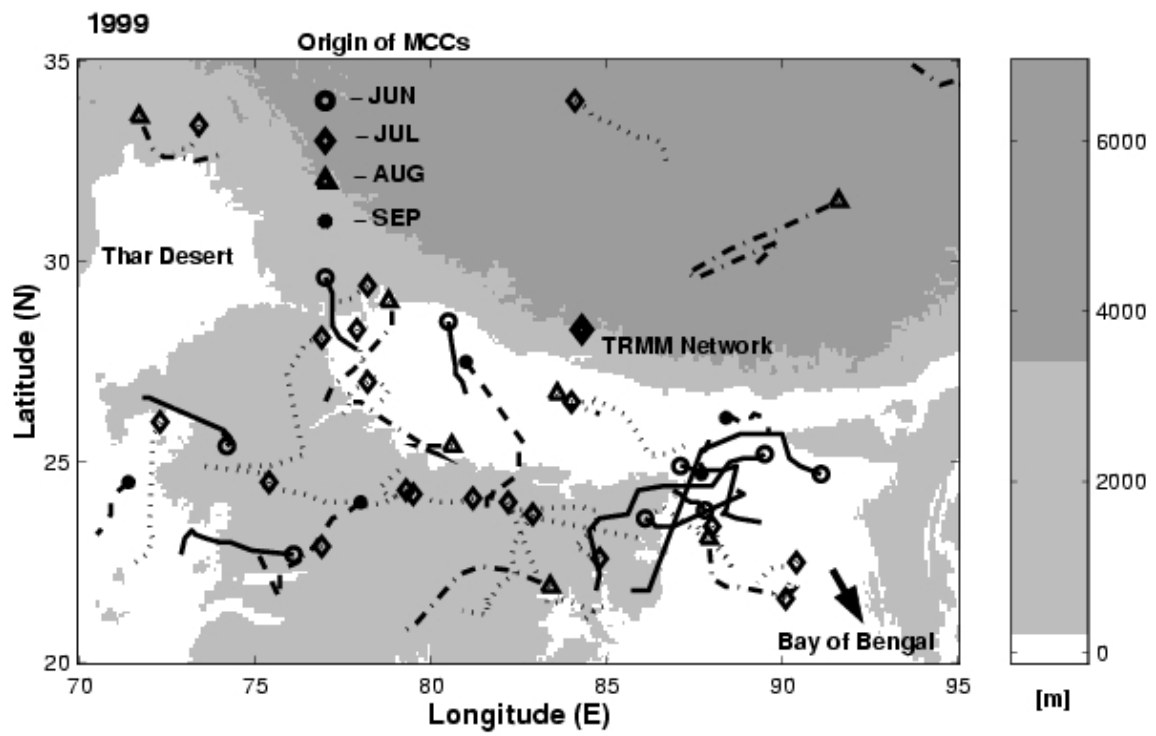 1999
Origin of MCCs
– JUN
– JUL
– AUG
– SEP
Thar Desert
TRMM Network
Bay of Bengal
35
30
25
20
Latitude (N)
70 75 80 85 90 95
Longitude (E)
6000
4000
2000
0
[m]